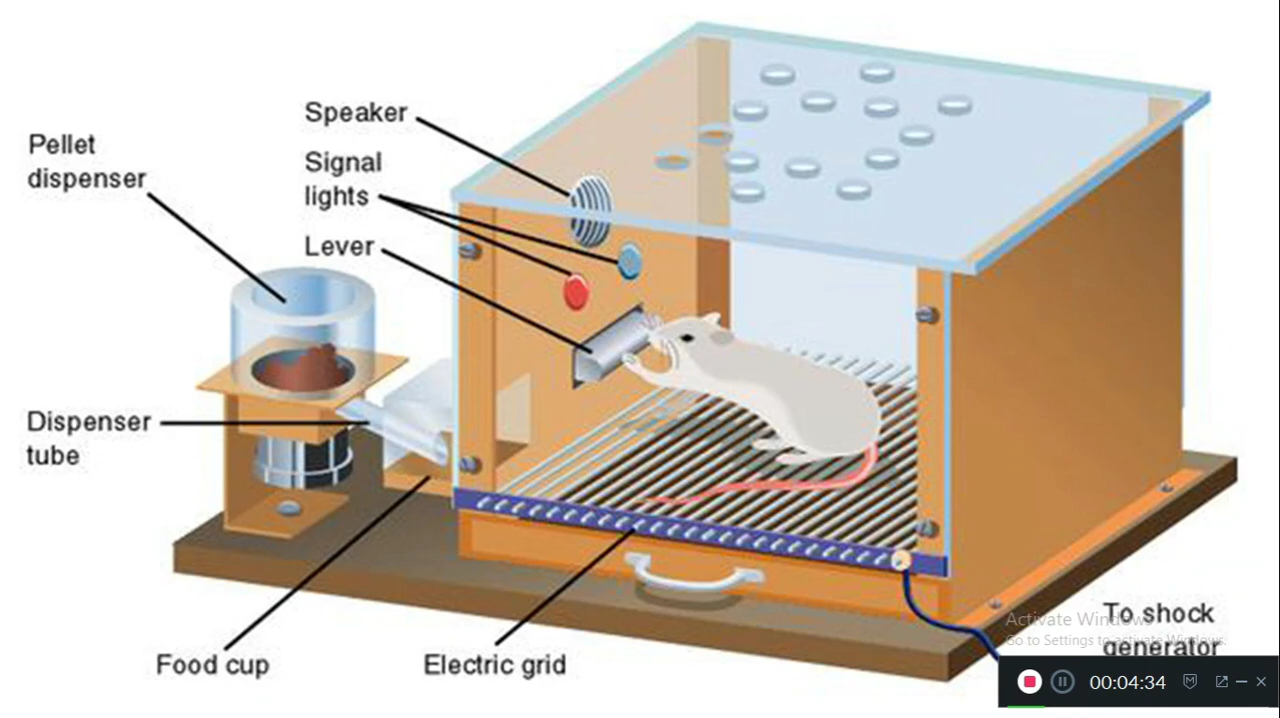 Speaker
Pellet
dispenser
Signal
lights
Lever
Dispenser
tube
Food cup
Electric grid
To shock
generator
Activate Windows
Go to Settings to activate Windows.
00:04:34